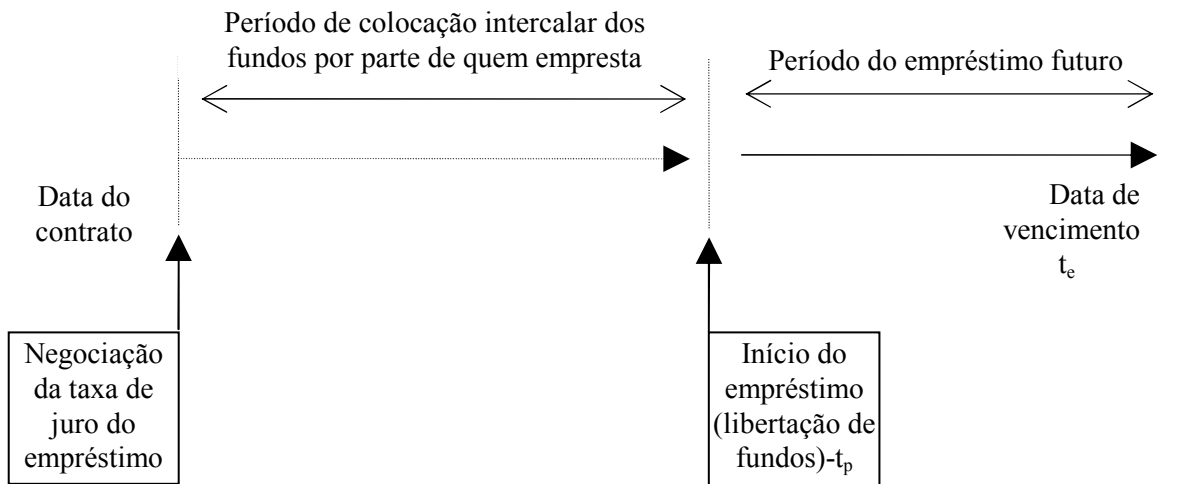 Período de colocação intercalar dos
fundos por parte de quem empresta
Período do empréstimo futuro
Data do
contrato
Data de
vencimento
te
Negociação
da taxa de
juro do
empréstimo
Início do
empréstimo
(libertação de
fundos)-tp